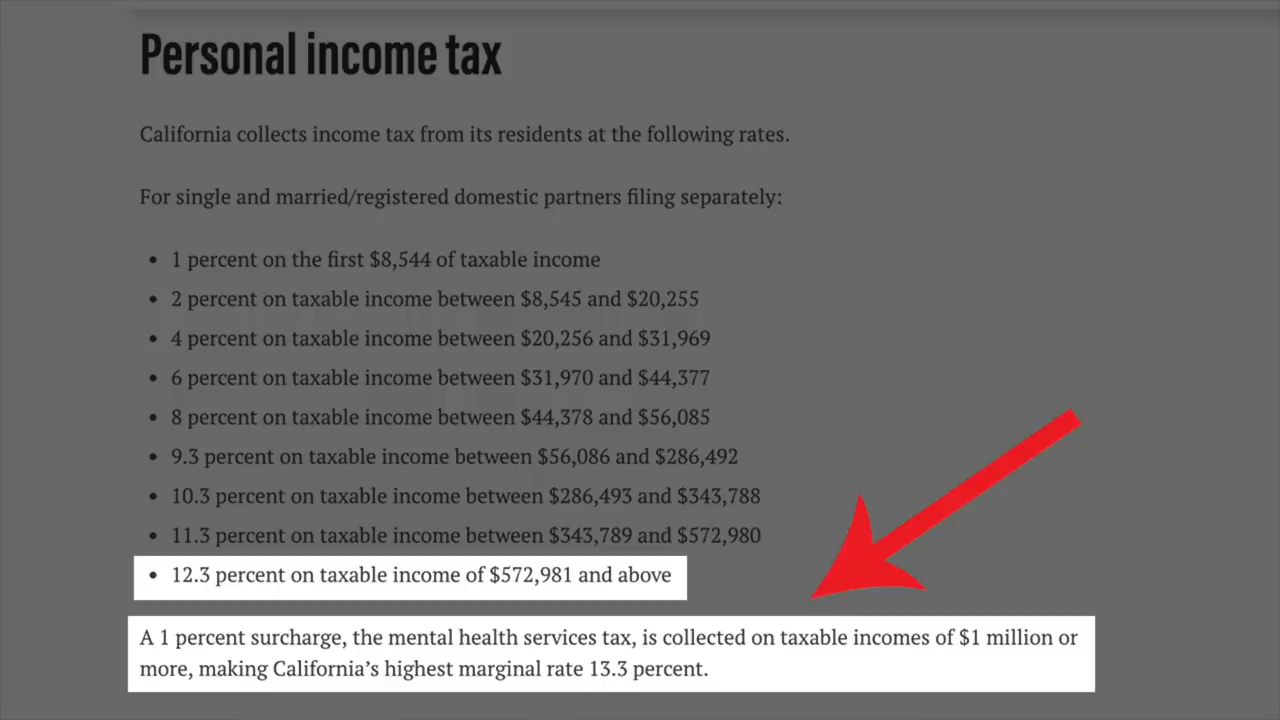 Personal income tax
California collects income tax from its residents at the following rates.
For single and married/registered domestic partners filing separately:
• 1 percent on the first $8,544 of taxable income
• 2 percent on taxable income between $8,545 and $20,255
• 4 percent on taxable income between $20,256 and $31,969
• 6 percent on taxable income between $31,970 and $44,377
• 8 percent on taxable income between $44,378 and $56,085
• 9.3 percent on taxable income between $56,086 and $286,492
• 10.3 percent on taxable income between $286,493 and $343,788
• 11.3 percent on taxable income between $343,789 and $572,980
• 12.3 percent on taxable income of $572,981 and above
A 1 percent surcharge, the mental health services tax, is collected on taxable incomes of $1 million or
more, making California’s highest marginal rate 13.3 percent.